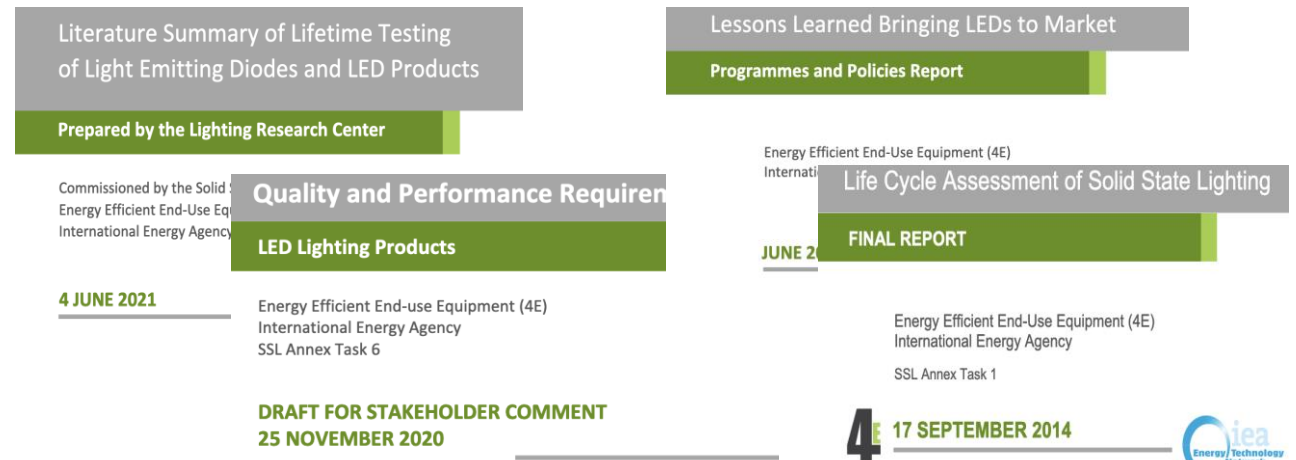 Literature Summary of Lifetime Testing
of Light Emitting Diodes and LED Products
Prepared by the Lighting Research Center
Commissioned by the Solid
Energy Efficient End-Use
International Energy Agency
4 JUNE 2021
Quality and Performance
LED Lighting Products
Energy Efficient End-use Equipment (4E)
International Energy Agency
SSL Annex Task 6
DRAFT FOR STAKEHOLDER COMMENT
25 NOVEMBER 2020
Lessons Learned Bringing LEDs to Market
Programmes and Policies Report
Energy Efficient End-Use Equipment (4E)
JUNE
Life Cycle Assessment of Solid State Lighting
FINAL REPORT
Energy Efficient End-Use Equipment (4E)
International Energy Agency
SSL Annex Task 1
4E
17 SEPTEMBER 2014
iea
Energy Technology